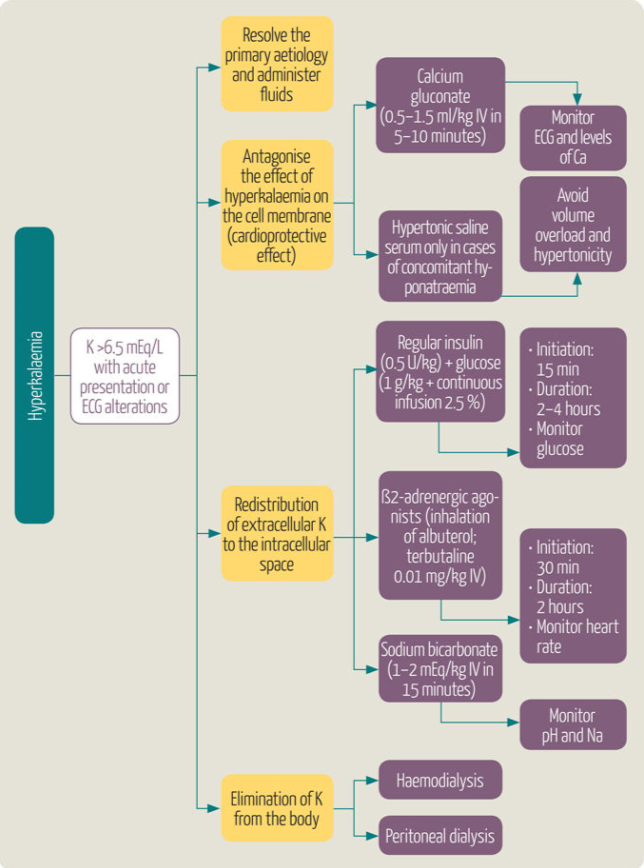 Hyperkalaemia
K >6.5 mEq/L
with acute
presentation or
ECG alterations
Resolve the
primary aetiology
and administer
fluids
Antagonise
the effect of
hyperkalaemia on
the cell membrane
(cardioprotective
effect)
Calcium
gluconate
(0.5–1.5 ml/kg IV in
5–10 minutes)
Monitor
ECG and levels
of Ca
Hypertonic saline
serum only in cases
of concomitant hy-
ponatraemia
Avoid
volume
overload and
hypertonicity
Redistribution
of extracellular K
to the intracellular
space
Regular insulin
(0.5 U/kg) + glucose
(1 g/kg + continuous
infusion 2.5 %)
• Initiation:
15 min
• Duration:
2–4 hours
• Monitor
glucose
ß2-adrenergic ago-
nists (inhalation
of albuterol;
terbutaline
0.01 mg/kg IV)
• Initiation:
30 min
• Duration:
2 hours
• Monitor heart
rate
Sodium bicarbonate
(1–2 mEq/kg IV in
15 minutes)
Monitor
pH and Na
Elimination of K
from the body
Haemodialysis
Peritoneal dialysis